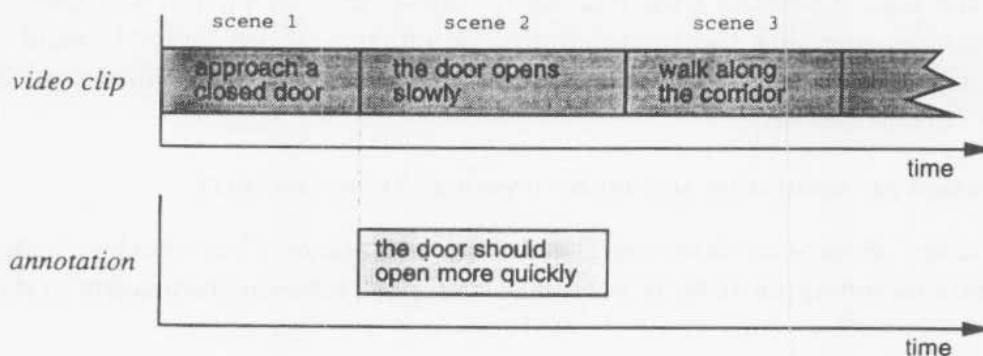 scene 1 scene 2 scene 3
video clip
approach a
closed door
the door opens
slowly
walk along
the corridor
time
annotation
the door should
open more quickly
time